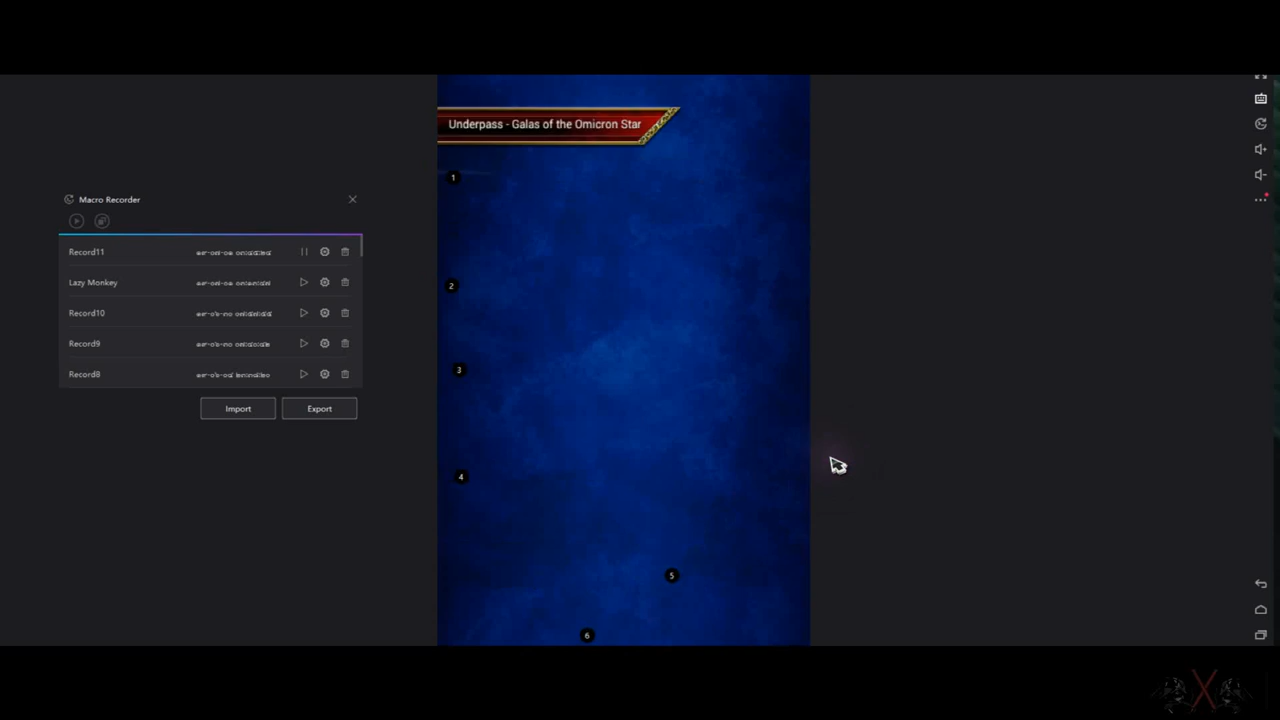 Underpass - Galas of the Omicron Star
1
Macro Recorder
Record11
Lazy Monkey
2
Record10
Record9
3
Record8
Import
Export
4
5
6
X